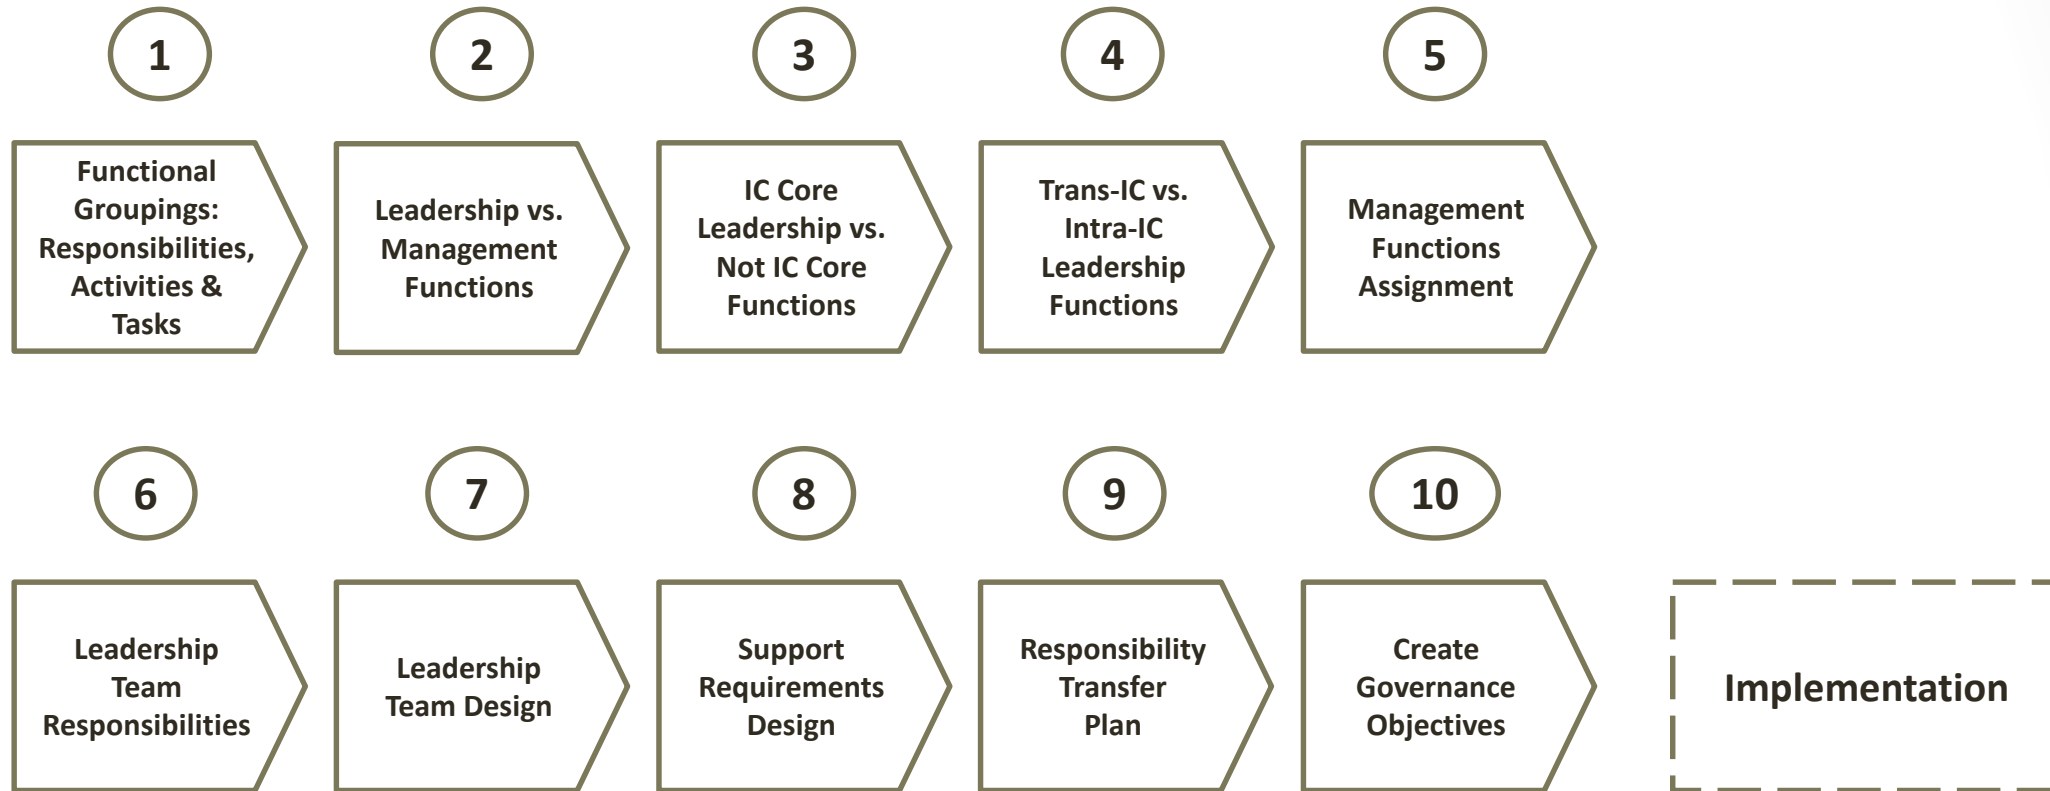 1
2
3
4
5
Functional
Groupings:
Responsibilities,
Activities &
Tasks
Leadership vs.
Management
Functions
IC Core
Leadership vs.
Not IC Core
Functions
Trans-IC vs.
Intra-IC
Leadership
Functions
Management
Functions
Assignment
6
7
8
9
10
Leadership
Team
Responsibilities
Leadership
Team Design
Support
Requirements
Design
Responsibility
Transfer
Plan
Create
Governance
Objectives
Implementation